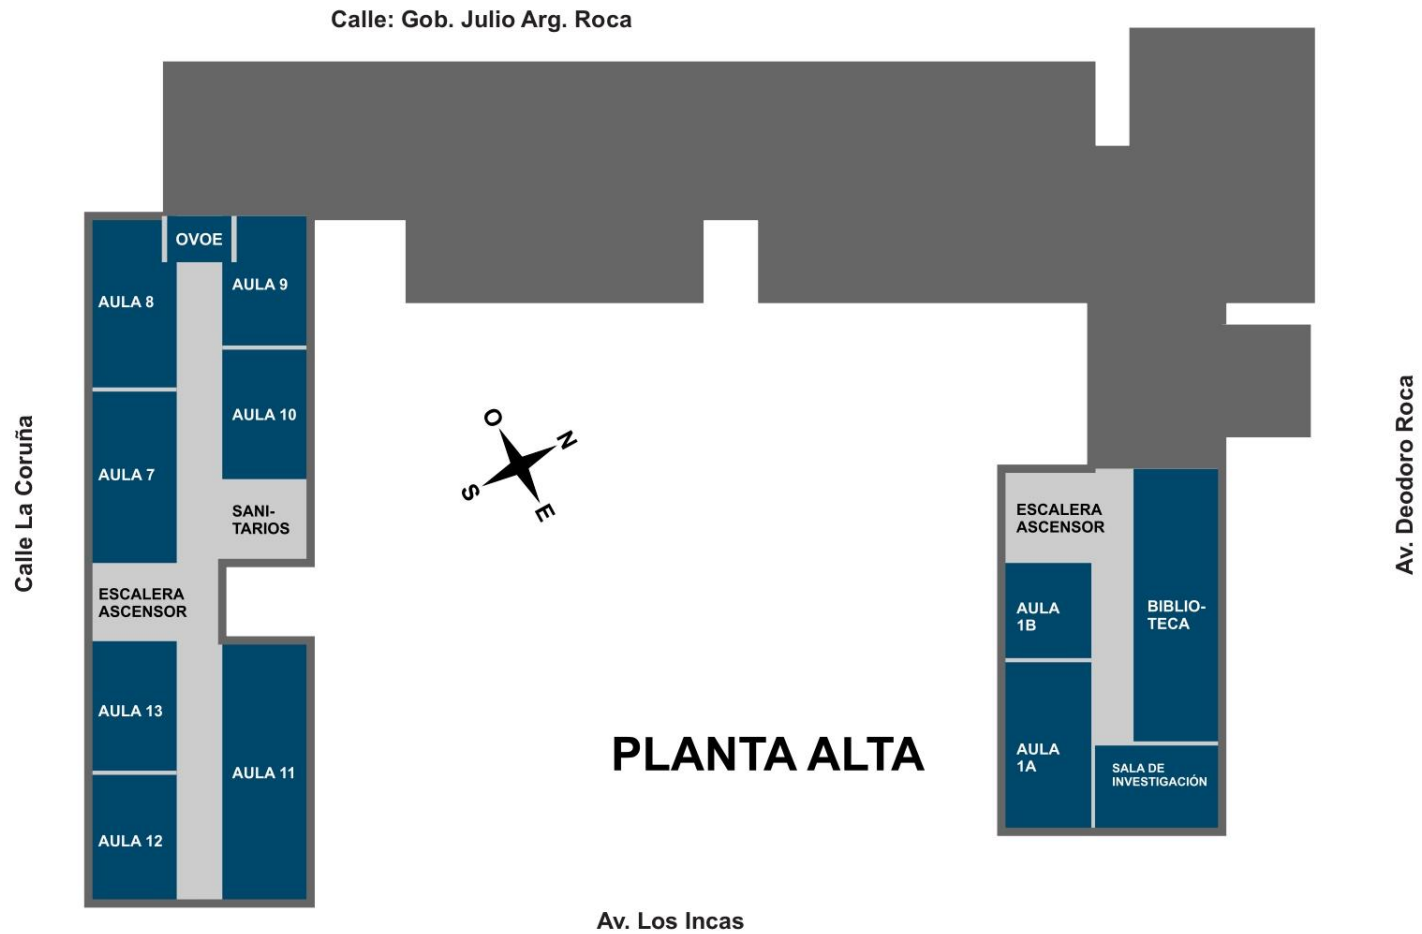 Calle: Gob. Julio Arg. Roca
OVOE
AULA 8
AULA 9
AULA 10
AULA 7
SANI-
TARIOS
ESCALERA
ASCENSOR
AULA 13
AULA 11
AULA 12
Calle La Coruña
O
N
S
E
PLANTA ALTA
ESCALERA
ASCENSOR
AULA
1B
BIBLIO-
TECA
AULA
1A
SALA DE
INVESTIGACIÓN
Av. Deodoro Roca
Av. Los Incas